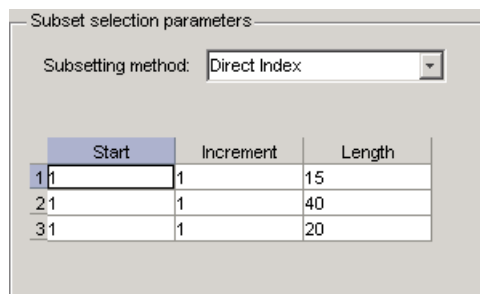 Subset selection parameters
Subsetting method: Direct Index
Start Increment Length
1 1 1 15
2 1 1 40
3 1 1 20